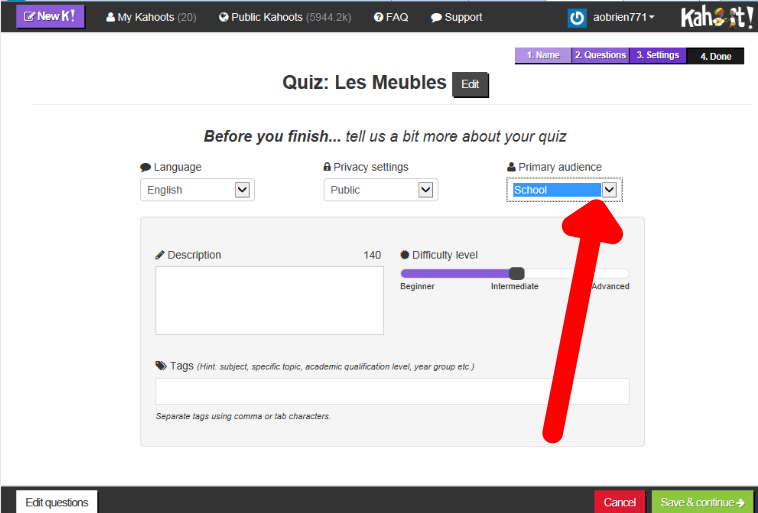 New K! My Kahoots (20) Public Kahoots (5944.2k) FAQ Support aobrien771 Kahoot!
1. Name 2. Questions 3. Settings 4. Done
Quiz: Les Meubles Edit
Before you finish... tell us a bit more about your quiz
Language Privacy settings Primary audience
English Public School
Description 140 Difficulty level
Beginner Intermediate Advanced
Tags (Hint: subject, specific topic, academic qualification level, year group etc.)
Separate tags using comma or tab characters.
Edit questions Cancel Save & continue